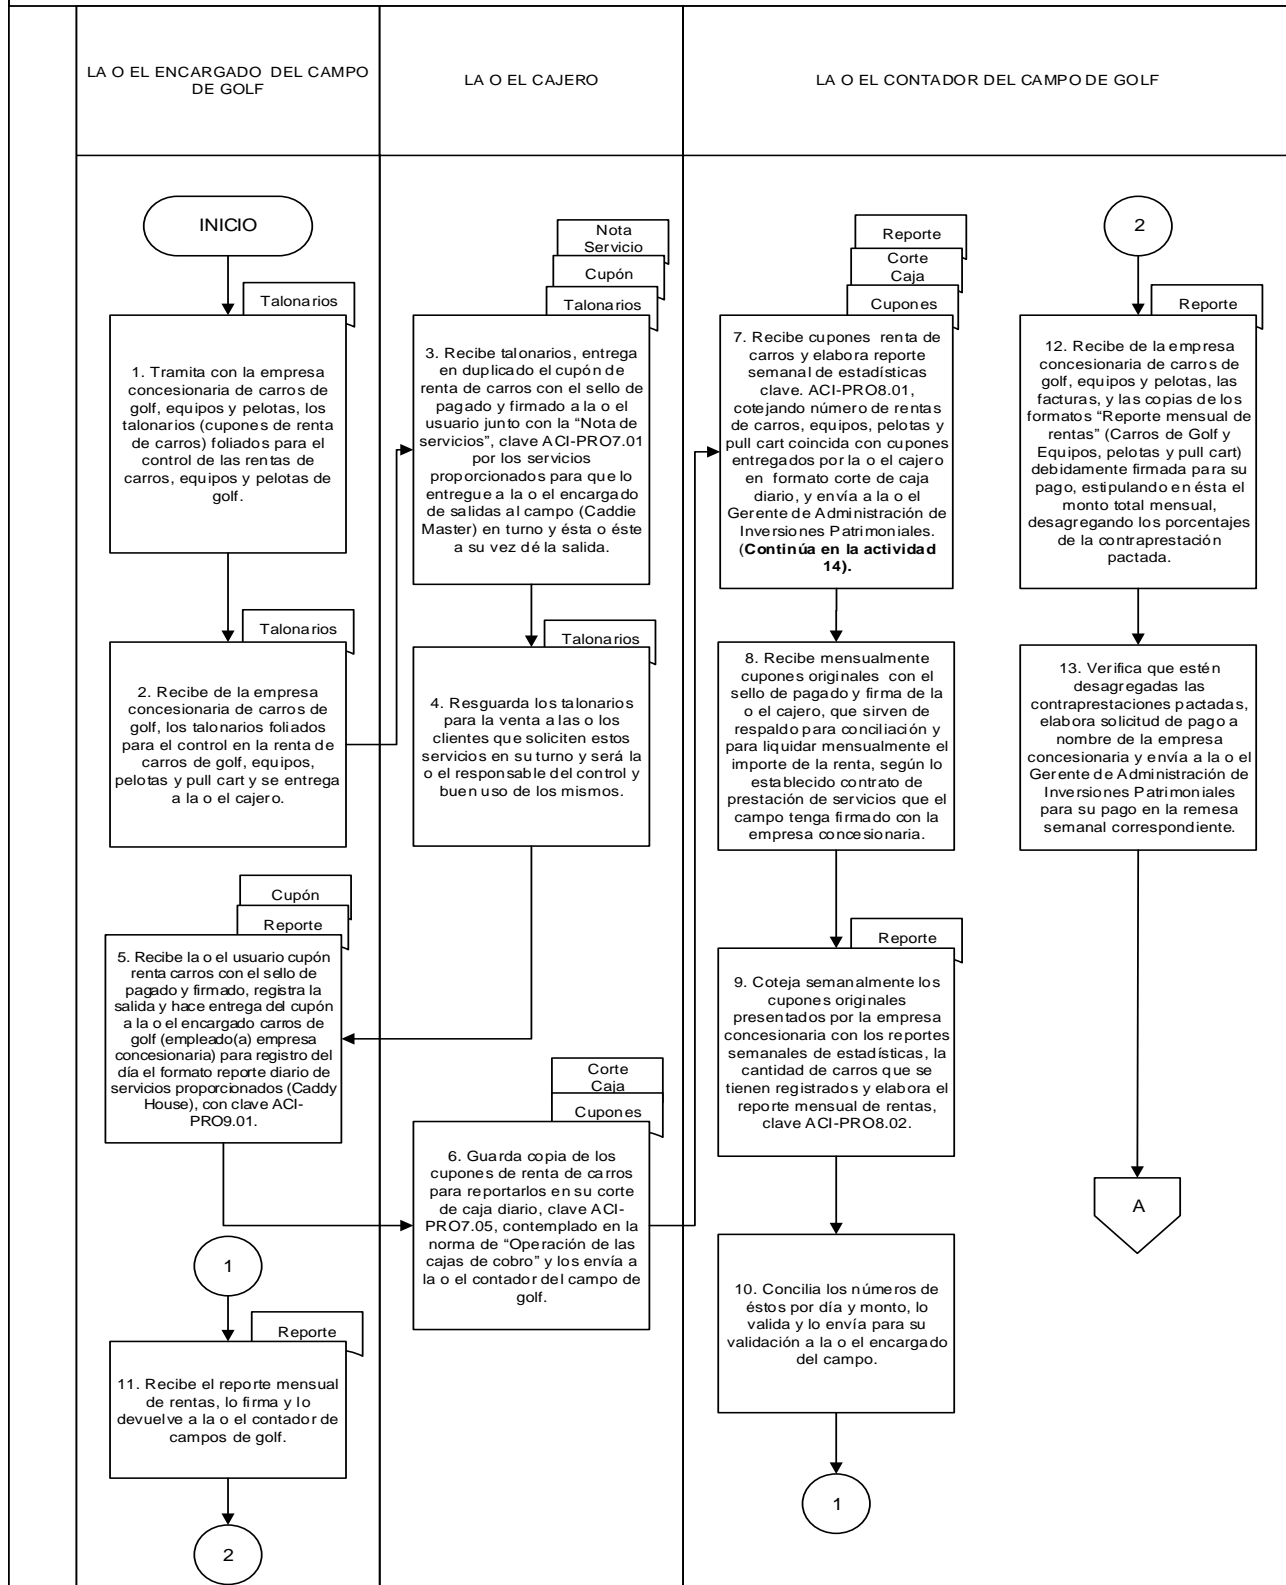 LA O EL ENCARGADO DEL CAMPO
DE GOLF
LA O EL CAJERO
LA O EL CONTADOR DEL CAMPO DE GOLF
INICIO
Talonarios
1. Tramita con la empresa
concesionaria de carros de
golf, equipos y pelotas, los
talonarios (cupones de renta
de carros) foliados para el
control de las rentas de
carros, equipos y pelotas de
golf.
Talonarios
2. Recibe de la empresa
concesionaria de carros de
golf, los talonarios foliados
para el control en la renta de
carros de golf, equipos,
pelotas y pull cart y se entrega
a la o el cajero.
Nota
Servicio
Cupón
Talonarios
3. Recibe talonarios, entrega
en duplicado el cupón de
renta de carros con el sello de
pagado y firmado a la o el
usuario junto con la “Nota de
servicios”, clave ACI-PRO7.01
por los servicios
proporcionados para que lo
entregue a la o el encargado
de salidas al campo (Caddie
Master) en turno y ésta o éste
a su vez dé la salida.
Talonarios
4. Resguarda los talonarios
para la venta a las o los
clientes que soliciten estos
servicios en su turno y será la
o el responsable del control y
buen uso de los mismos.
Cupón
Reporte
5. Recibe la o el usuario cupón
renta carros con el sello de
pagado y firmado, registra la
salida y hace entrega del cupón
a la o el encargado carros de
golf (empleado(a) empresa
concesionaria) para registro del
día el formato reporte diario de
servicios proporcionados (Caddy
House), con clave ACI-
PRO9.01.
Corte
Caja
Cupones
6. Guarda copia de los
cupones de renta de carros
para reportarlos en su corte
de caja diario, clave ACI-
PRO7.05, contemplado en la
norma de “Operación de las
cajas de cobro” y los envía a
la o el contador del campo de
golf.
Reporte
Corte
Caja
Cupones
7. Recibe cupones renta de
carros y elabora reporte
semanal de estadísticas
clave. ACI-PRO8.01,
cotejando número de rentas
de carros, equipos, pelotas y
pull cart coincida con cupones
entregados por la o el cajero
en formato corte de caja
diario, y envía a la o el
Gerente de Administración de
Inversiones Patrimoniales.
(Continúa en la actividad
14).
8. Recibe mensualmente
cupones originales con el
sello de pagado y firma de la
o el cajero, que sirven de
respaldo para conciliación y
para liquidar mensualmente el
importe de la renta, según lo
establecido contrato de
prestación de servicios que el
campo tenga firmado con la
empresa concesionaria.
Reporte
9. Coteja semanalmente los
cupones originales
presentados por la empresa
concesionaria con los reportes
semanales de estadísticas, la
cantidad de carros que se
tienen registrados y elabora el
reporte mensual de rentas,
clave ACI-PRO8.02.
10. Concilia los números de
éstos por día y monto, lo
valida y lo envía para su
validación a la o el encargado
del campo.
1
1
Reporte
11. Recibe el reporte mensual
de rentas, lo firma y lo
devuelve a la o el contador de
campos de golf.
2
2
Reporte
12. Recibe de la empresa
concesionaria de carros de
golf, equipos y pelotas, las
facturas, y las copias de los
formatos “Reporte mensual de
rentas” (Carros de Golf y
Equipos, pelotas y pull cart)
debidamente firmada para su
pago, estipulando en ésta el
monto total mensual,
desagregando los porcentajes
de la contraprestación
pactada.
13. Verifica que estén
desagregadas las
contraprestaciones pactadas,
elabora solicitud de pago a
nombre de la empresa
concesionaria y envía a la o el
Gerente de Administración de
Inversiones Patrimoniales
para su pago en la remesa
semanal correspondiente.
A